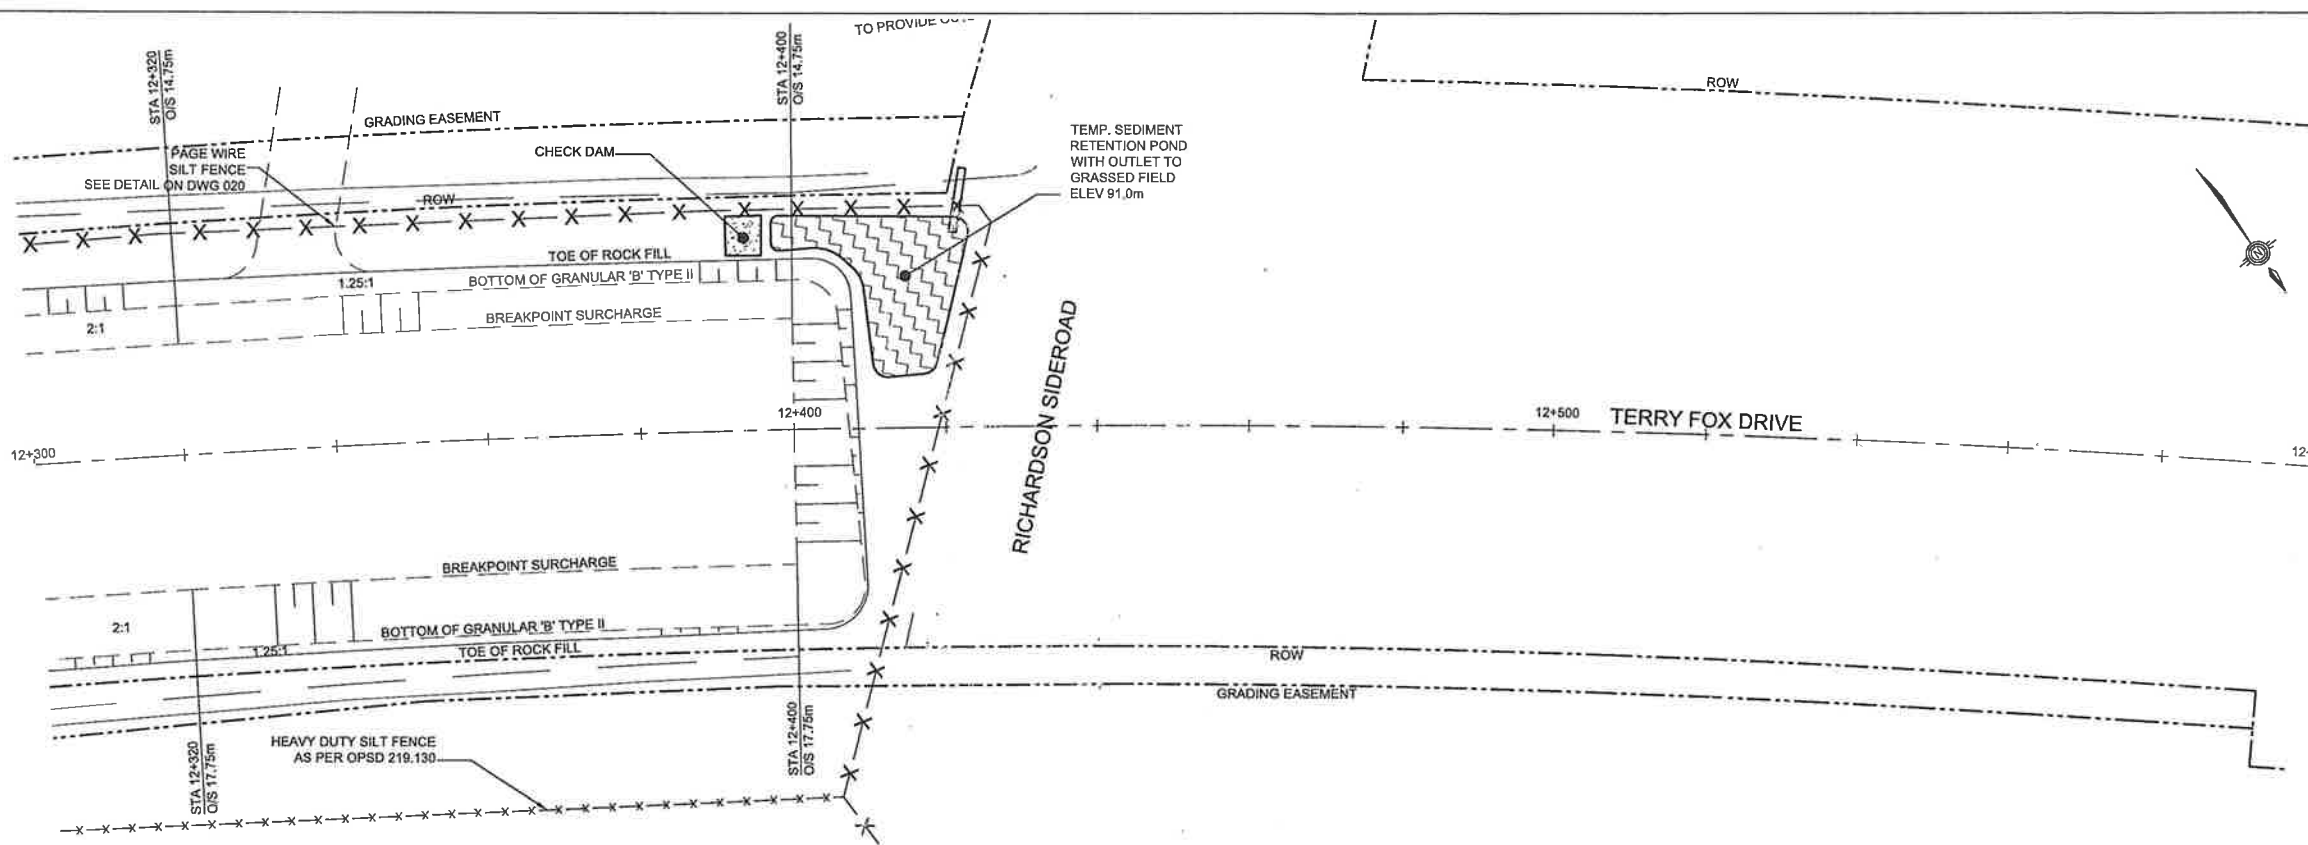 TO PROVIDE
STA 12+320
O/S 14.75m
STA 12+400
O/S 14.75m
ROW
GRADING EASEMENT
PAGE WIRE
SILT FENCE
SEE DETAIL ON DWG 020
CHECK DAM
TEMP. SEDIMENT
RETENTION POND
WITH OUTLET TO
GRASSED FIELD
ELEV 91.0m
ROW
TOE OF ROCK FILL
1.25:1
BOTTOM OF GRANULAR 'B' TYPE II
BREAKPOINT SURCHARGE
2:1
N
RICHARDSON SIDEROAD
12+300
12+400
12+500
TERRY FOX DRIVE
BREAKPOINT SURCHARGE
2:1
BOTTOM OF GRANULAR 'B' TYPE II
1.25:1
TOE OF ROCK FILL
ROW
GRADING EASEMENT
STA 12+320
O/S 17.75m
STA 12+400
O/S 17.75m
HEAVY DUTY SILT FENCE
AS PER OPSD 219.130